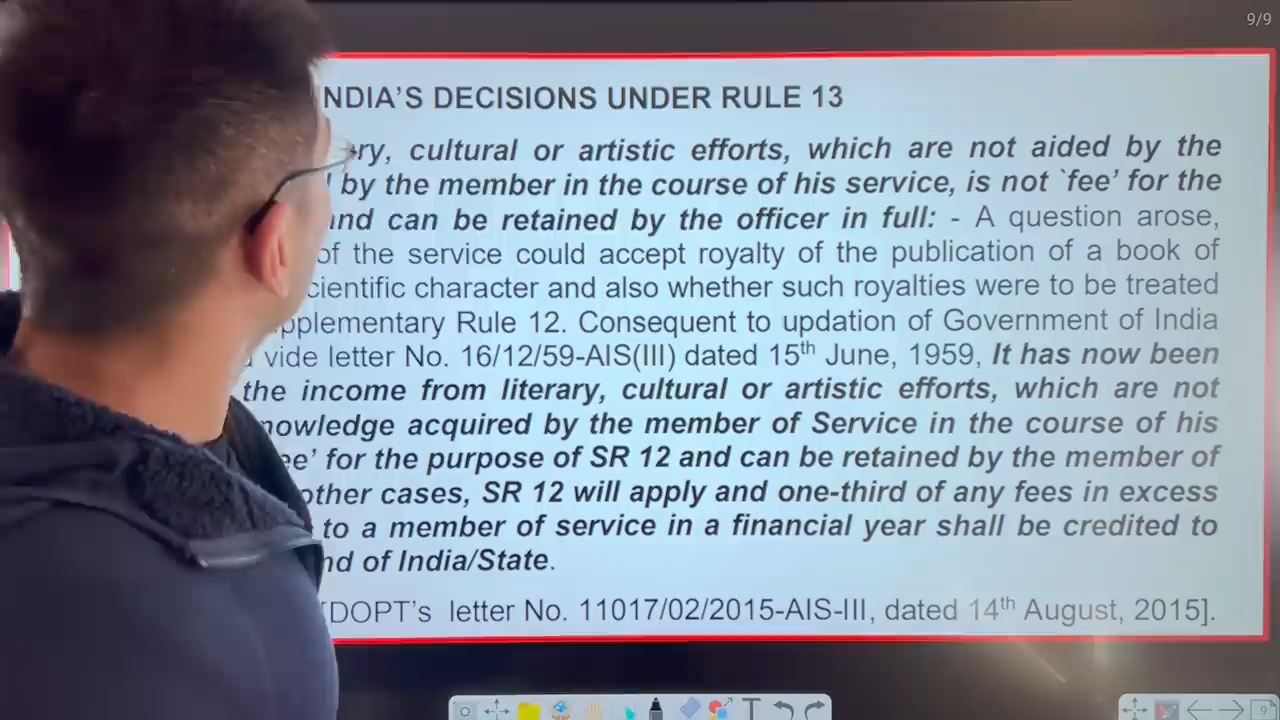 9/9
NDIA’S DECISIONS UNDER RULE 13
ry, cultural or artistic efforts, which are not aided by the
by the member in the course of his service, is not `fee’ for the
nd can be retained by the officer in full: - A question arose,
of the service could accept royalty of the publication of a book of
cientific character and also whether such royalties were to be treated
pplementary Rule 12. Consequent to updation of Government of India
vide letter No. 16/12/59-AIS(III) dated 15th June, 1959, It has now been
the income from literary, cultural or artistic efforts, which are not
nowledge acquired by the member of Service in the course of his
ee’ for the purpose of SR 12 and can be retained by the member of
other cases, SR 12 will apply and one-third of any fees in excess
to a member of service in a financial year shall be credited to
nd of India/State.
[DOPT’s letter No. 11017/02/2015-AIS-III, dated 14th August, 2015].
9